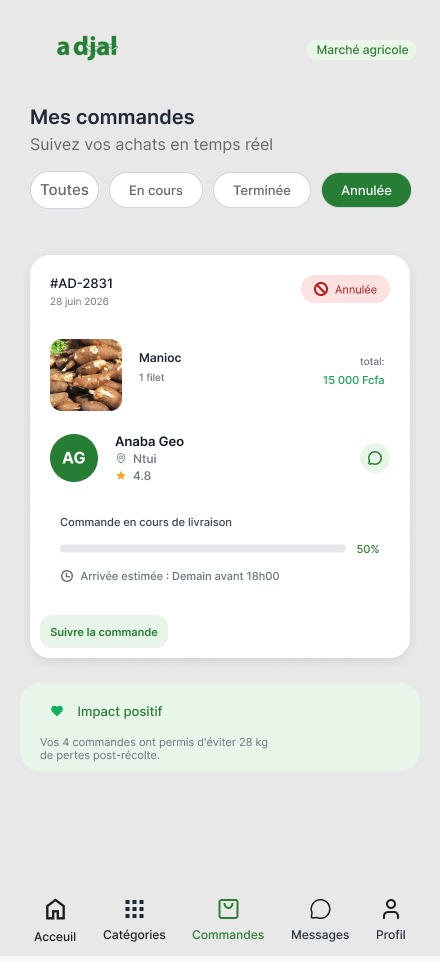 adjal
Marché agricole
Mes commandes
Suivez vos achats en temps réel
Toutes
En cours
Terminée
Annulée
#AD-2831
Annulée
28 juin 2026
Manioc
1 filet
total:
15 000 Fcfa
AG
Anaba Geo
Ntui
4.8
Commande en cours de livraison
50%
Arrivée estimée : Demain avant 18h00
Suivre la commande
Impact positif
Vos 4 commandes ont permis d'éviter 28 kg
de pertes post-récolte.
Acceuil
Catégories
Commandes
Messages
Profil